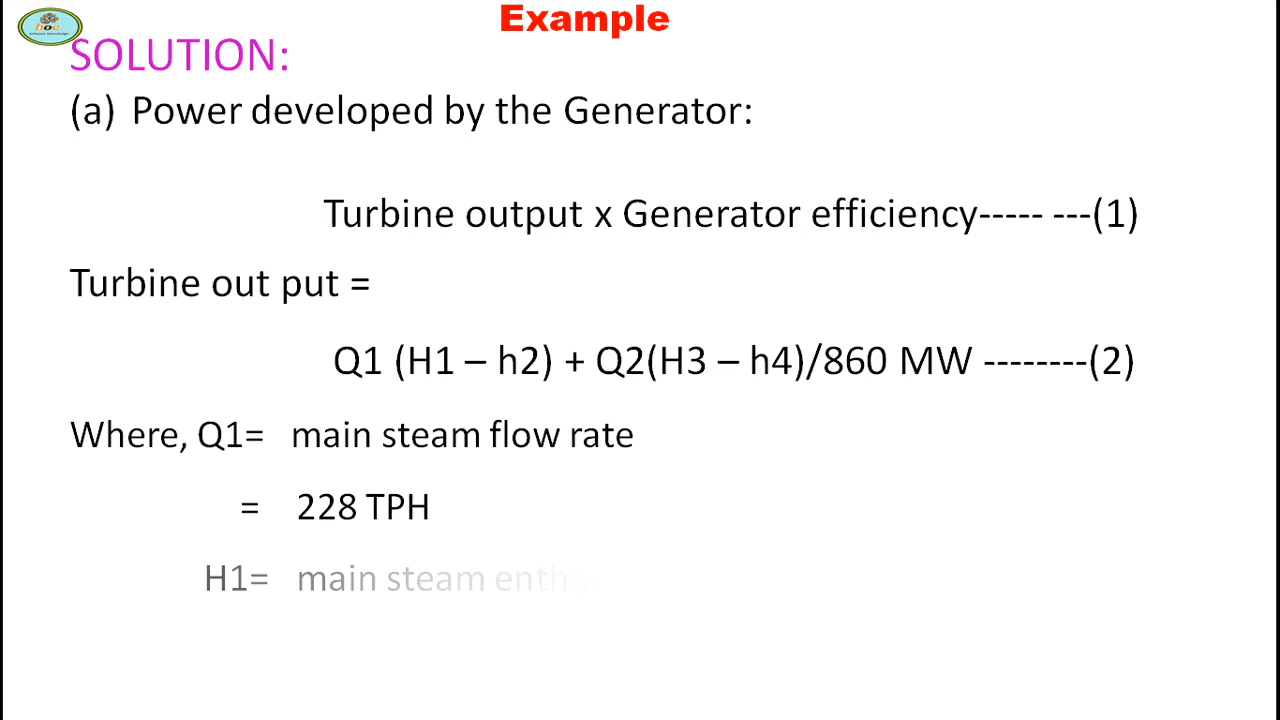 Example
SOLUTION:
(a) Power developed by the Generator:
Turbine output x Generator efficiency----- ---(1)
Turbine out put =
Q1 (H1 – h2) + Q2(H3 – h4)/860 MW --------(2)
Where, Q1= main steam flow rate
= 228 TPH
H1= main steam